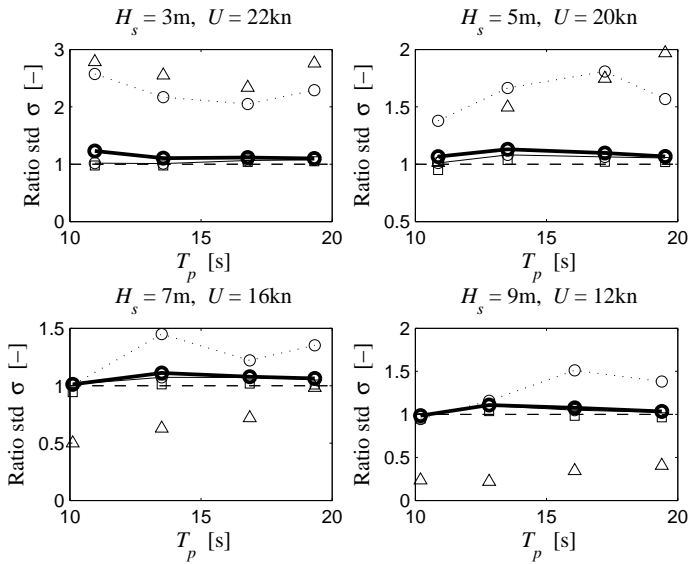 H_s = 3m, U = 22kn
Ratio std σ [−]
3
2
1
0
10
15
20
T_p [s]
H_s = 5m, U = 20kn
Ratio std σ [−]
2
1.5
1
0.5
10
15
20
T_p [s]
H_s = 7m, U = 16kn
Ratio std σ [−]
1.5
1
0.5
0
10
15
20
T_p [s]
H_s = 9m, U = 12kn
Ratio std σ [−]
2
1.5
1
0.5
0
10
15
20
T_p [s]